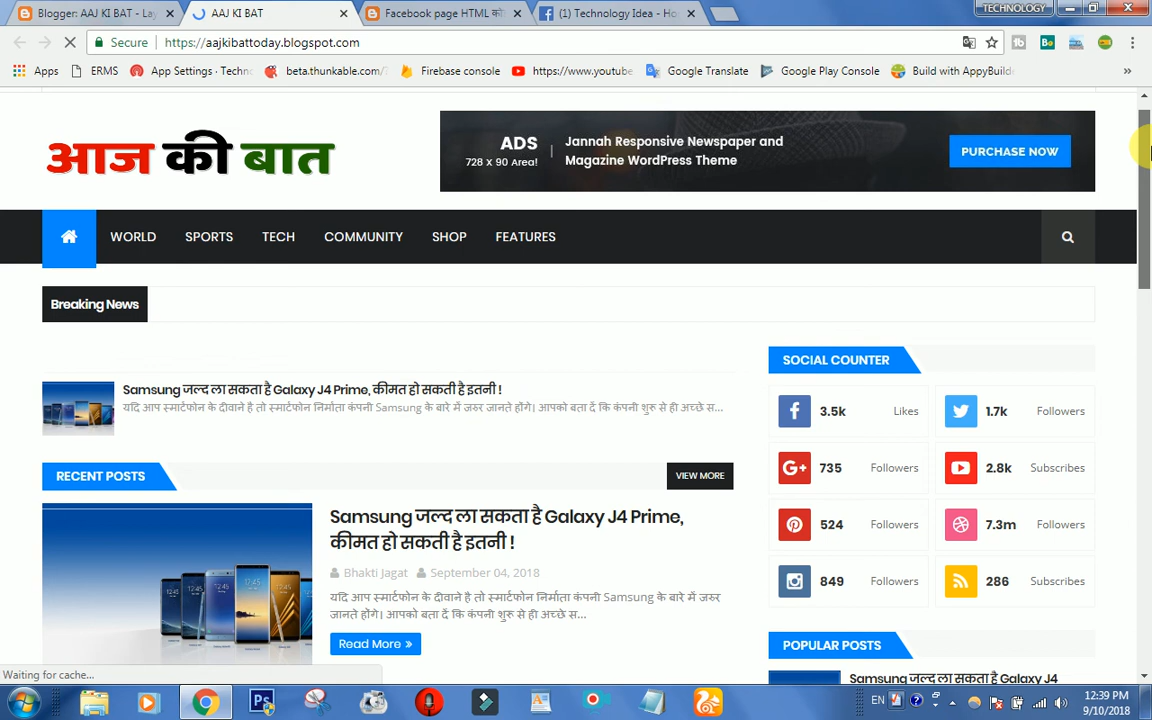 TECHNOLOGY
Blogger: AAJ KI BAT - Lay
AAJ KI BAT
Facebook page HTML को
(1) Technology Idea - Ho
Secure
https://aajkibattoday.blogspot.com
Apps
ERMS
App Settings · Techno
beta.thunkable.com/
Firebase console
https://www.youtube
Google Translate
Google Play Console
Build with AppyBuild
»
आज की बात
ADS
728 x 90 Area!
Jannah Responsive Newspaper and
Magazine WordPress Theme
PURCHASE NOW
WORLD
SPORTS
TECH
COMMUNITY
SHOP
FEATURES
Breaking News
SOCIAL COUNTER
Samsung जल्द ला सकता है Galaxy J4 Prime, कीमत हो सकती है इतनी !
यदि आप स्मार्टफोन के दीवाने है तो स्मार्टफोन निर्माता कंपनी Samsung के बारे में जरुर जानते होंगे। आपको बता दें कि कंपनी शुरू से ही अच्छे स...
3.5k Likes
1.7k Followers
735 Followers
2.8k Subscribes
524 Followers
7.3m Followers
849 Followers
286 Subscribes
RECENT POSTS
VIEW MORE
Samsung जल्द ला सकता है Galaxy J4 Prime,
कीमत हो सकती है इतनी !
Bhakti Jagat
September 04, 2018
यदि आप स्मार्टफोन के दीवाने है तो स्मार्टफोन निर्माता कंपनी Samsung के बारे में जरुर
जानते होंगे। आपको बता दें कि कंपनी शुरू से ही अच्छे स...
Read More »
POPULAR POSTS
Samsung जल्द ला सकता है Galaxy J4
Waiting for cache...
EN
12:39 PM
9/10/2018